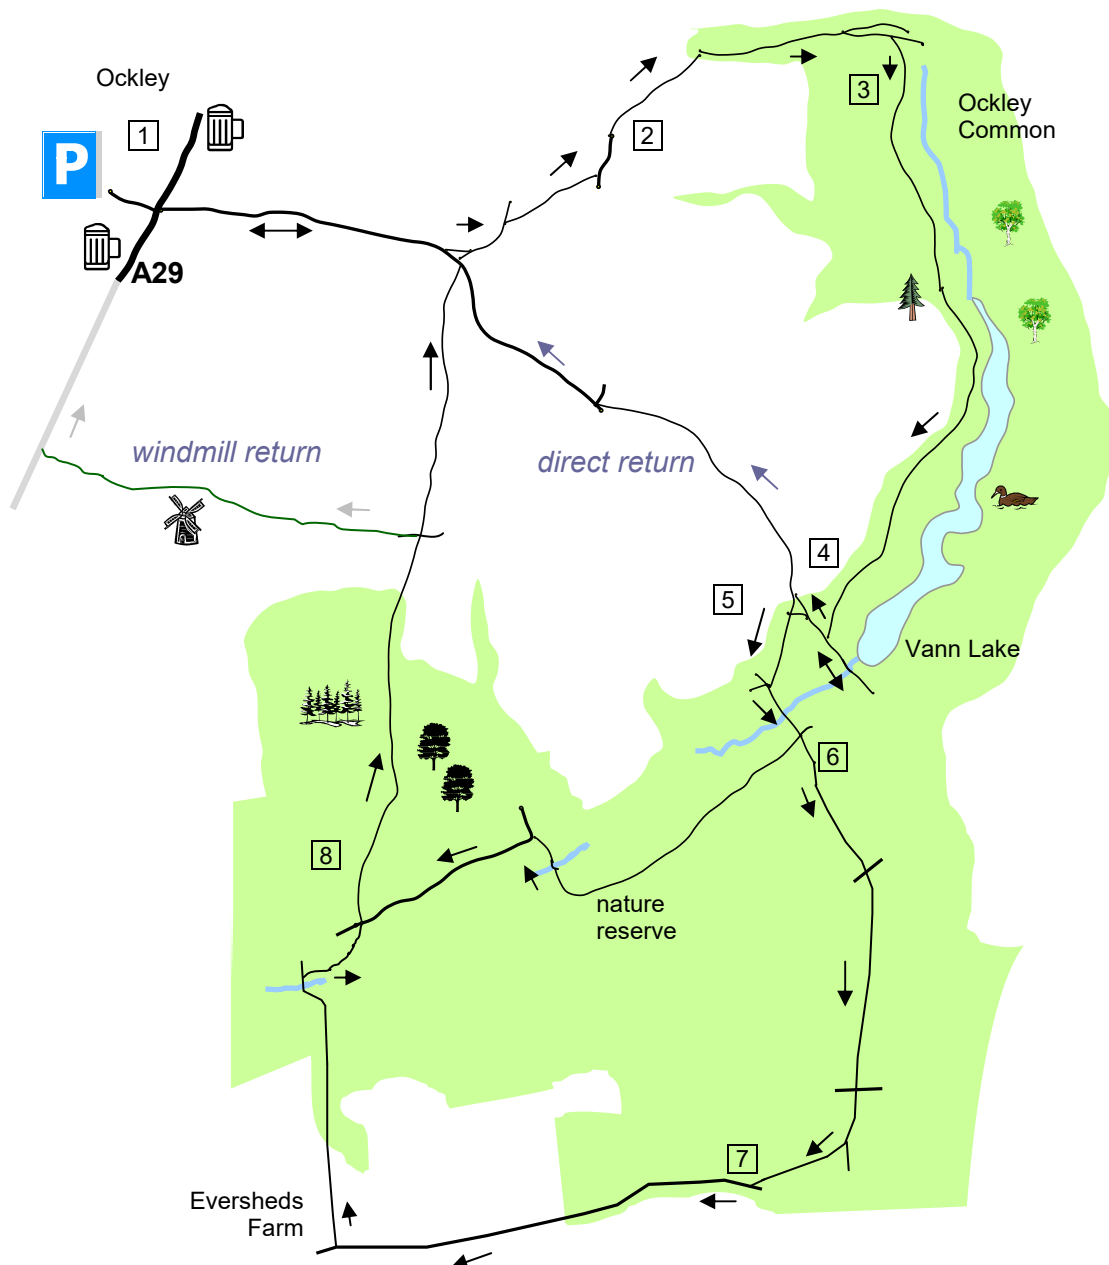 Ockley
1
P
2
3
Ockley
Common
A29
windmill return
direct return
4
5
Vann Lake
6
8
nature
reserve
7
Eversheds
Farm